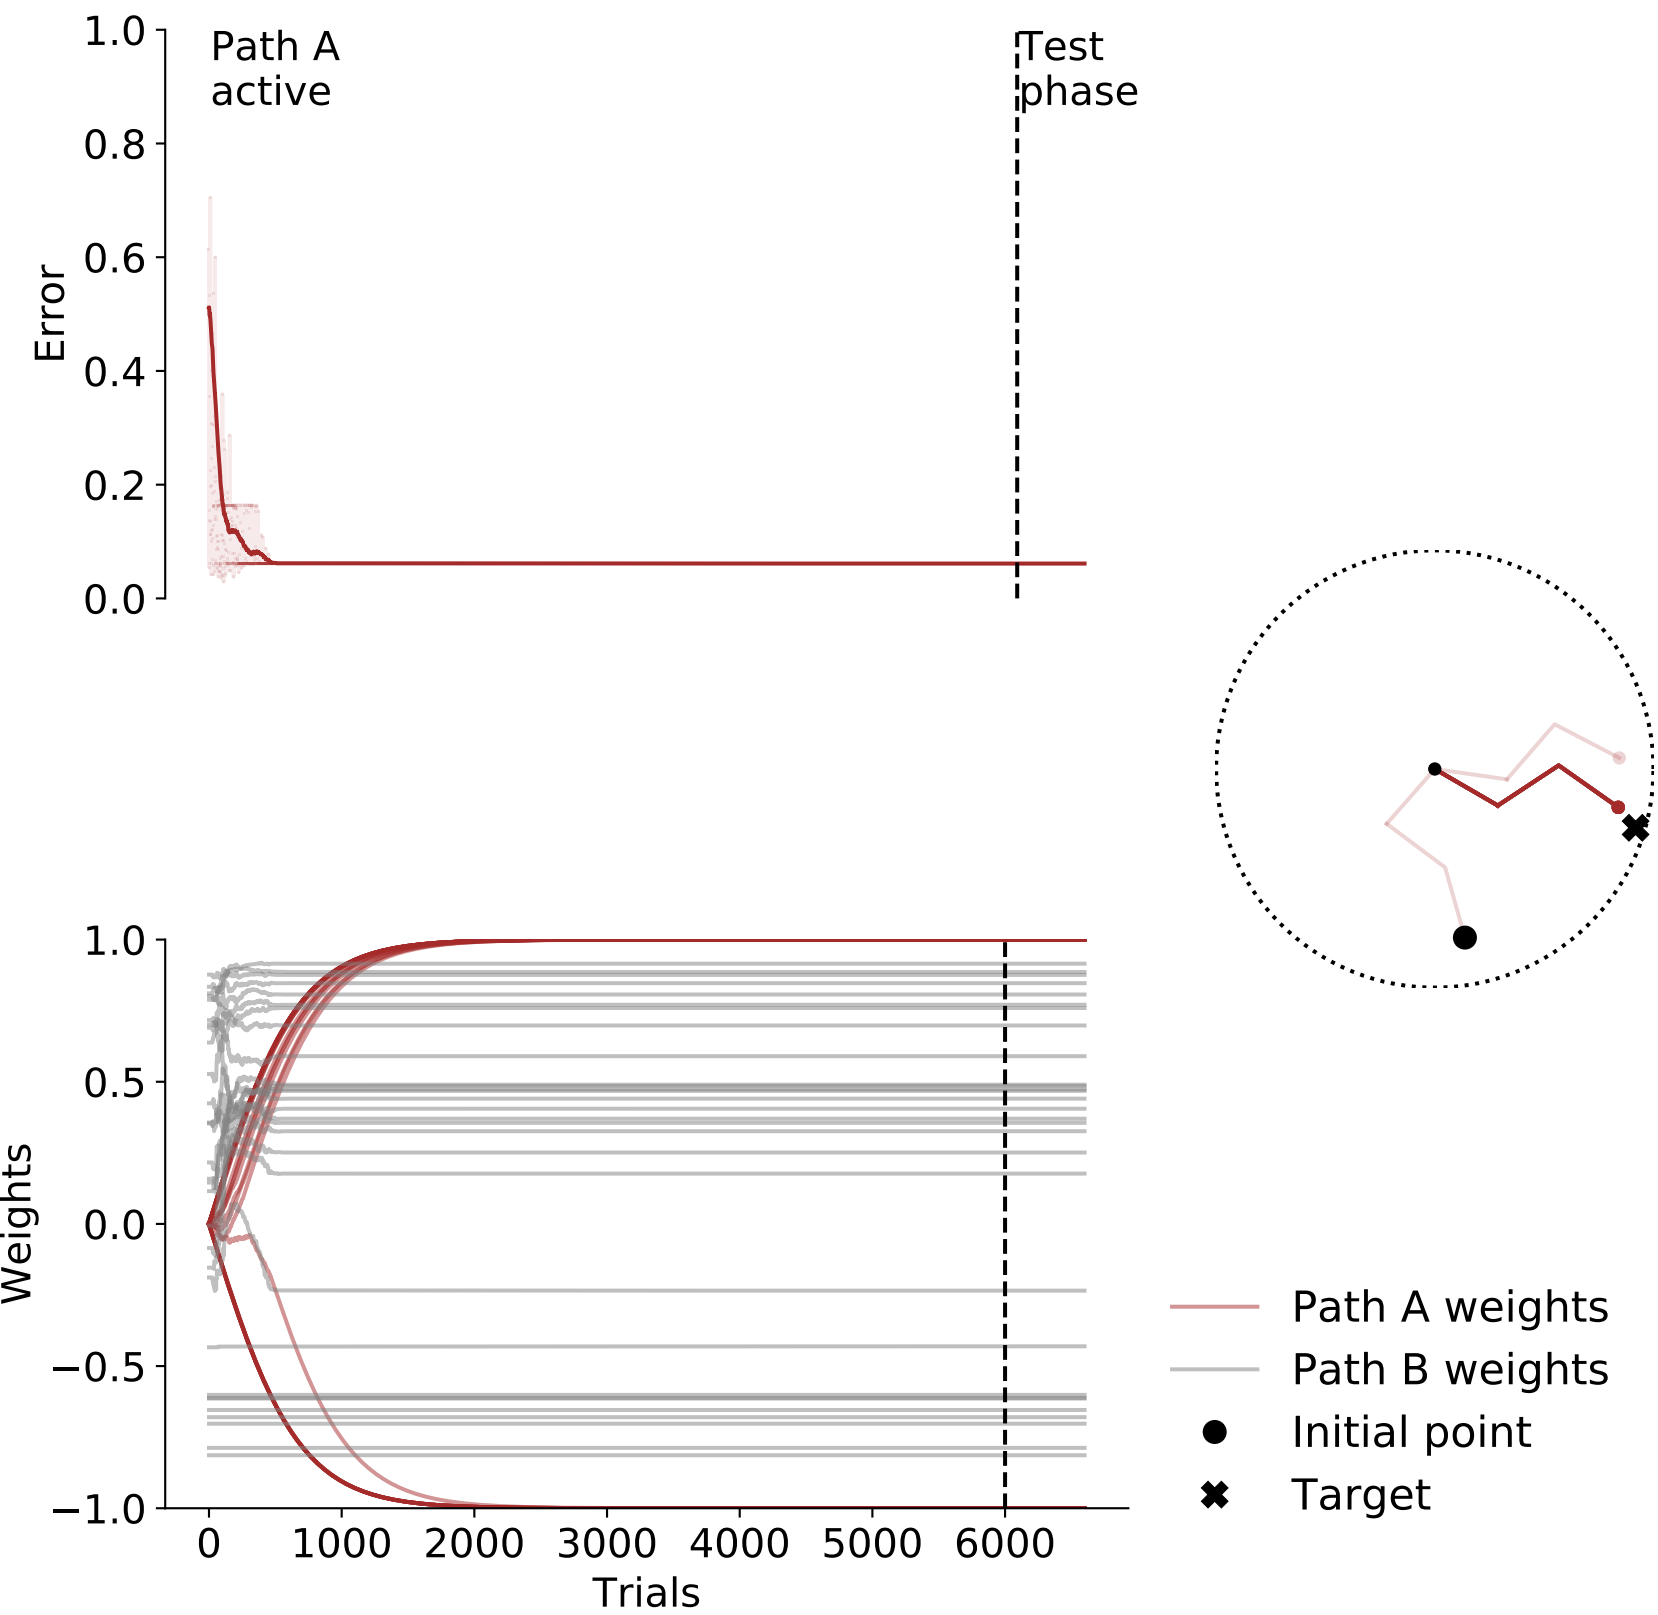 1.0
Path A
active
Test
phase
0.8
0.6
0.4
0.2
0.0
Error
1.0
0.5
0.0
−0.5
−1.0
Weights
0 1000 2000 3000 4000 5000 6000
Trials
Path A weights
Path B weights
Initial point
Target